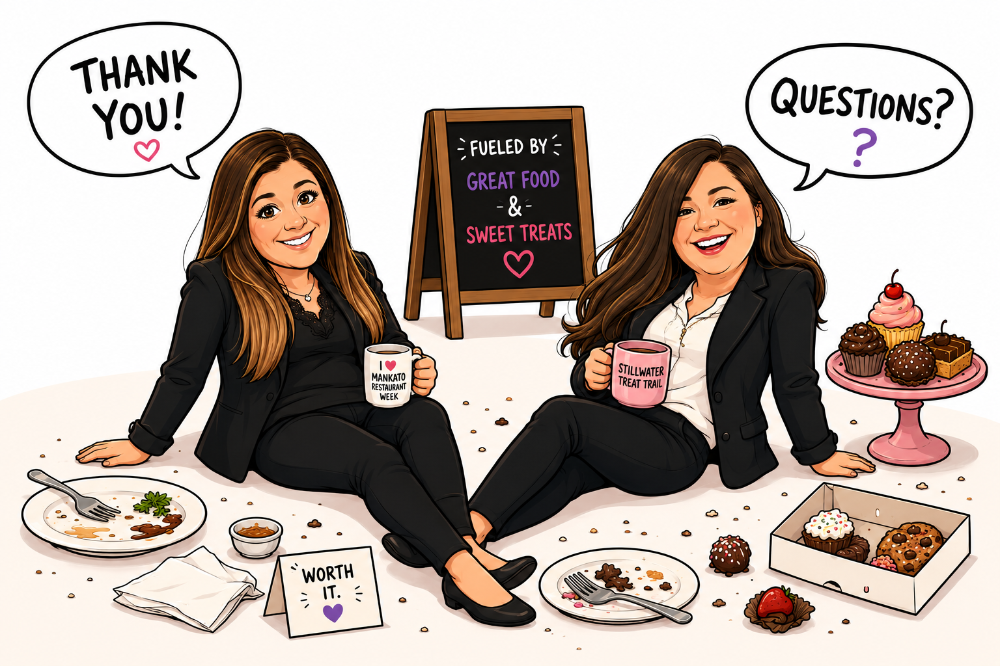 THANK
YOU!
QUESTIONS?
?
FUELED BY
GREAT FOOD
&
SWEET TREATS
I ♥
MANKATO
RESTAURANT
WEEK
STILLWATER
TREAT TRAIL
WORTH
IT.